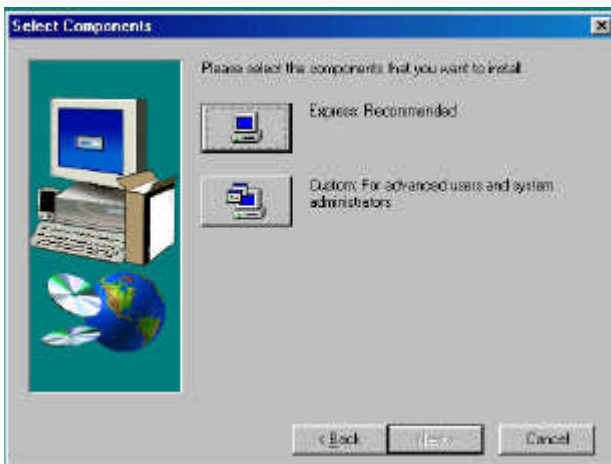 Select Components
Please select the components that you want to install
Express: Recommended
Custom: For advanced users and system
administrators
< Back
Next >
Cancel